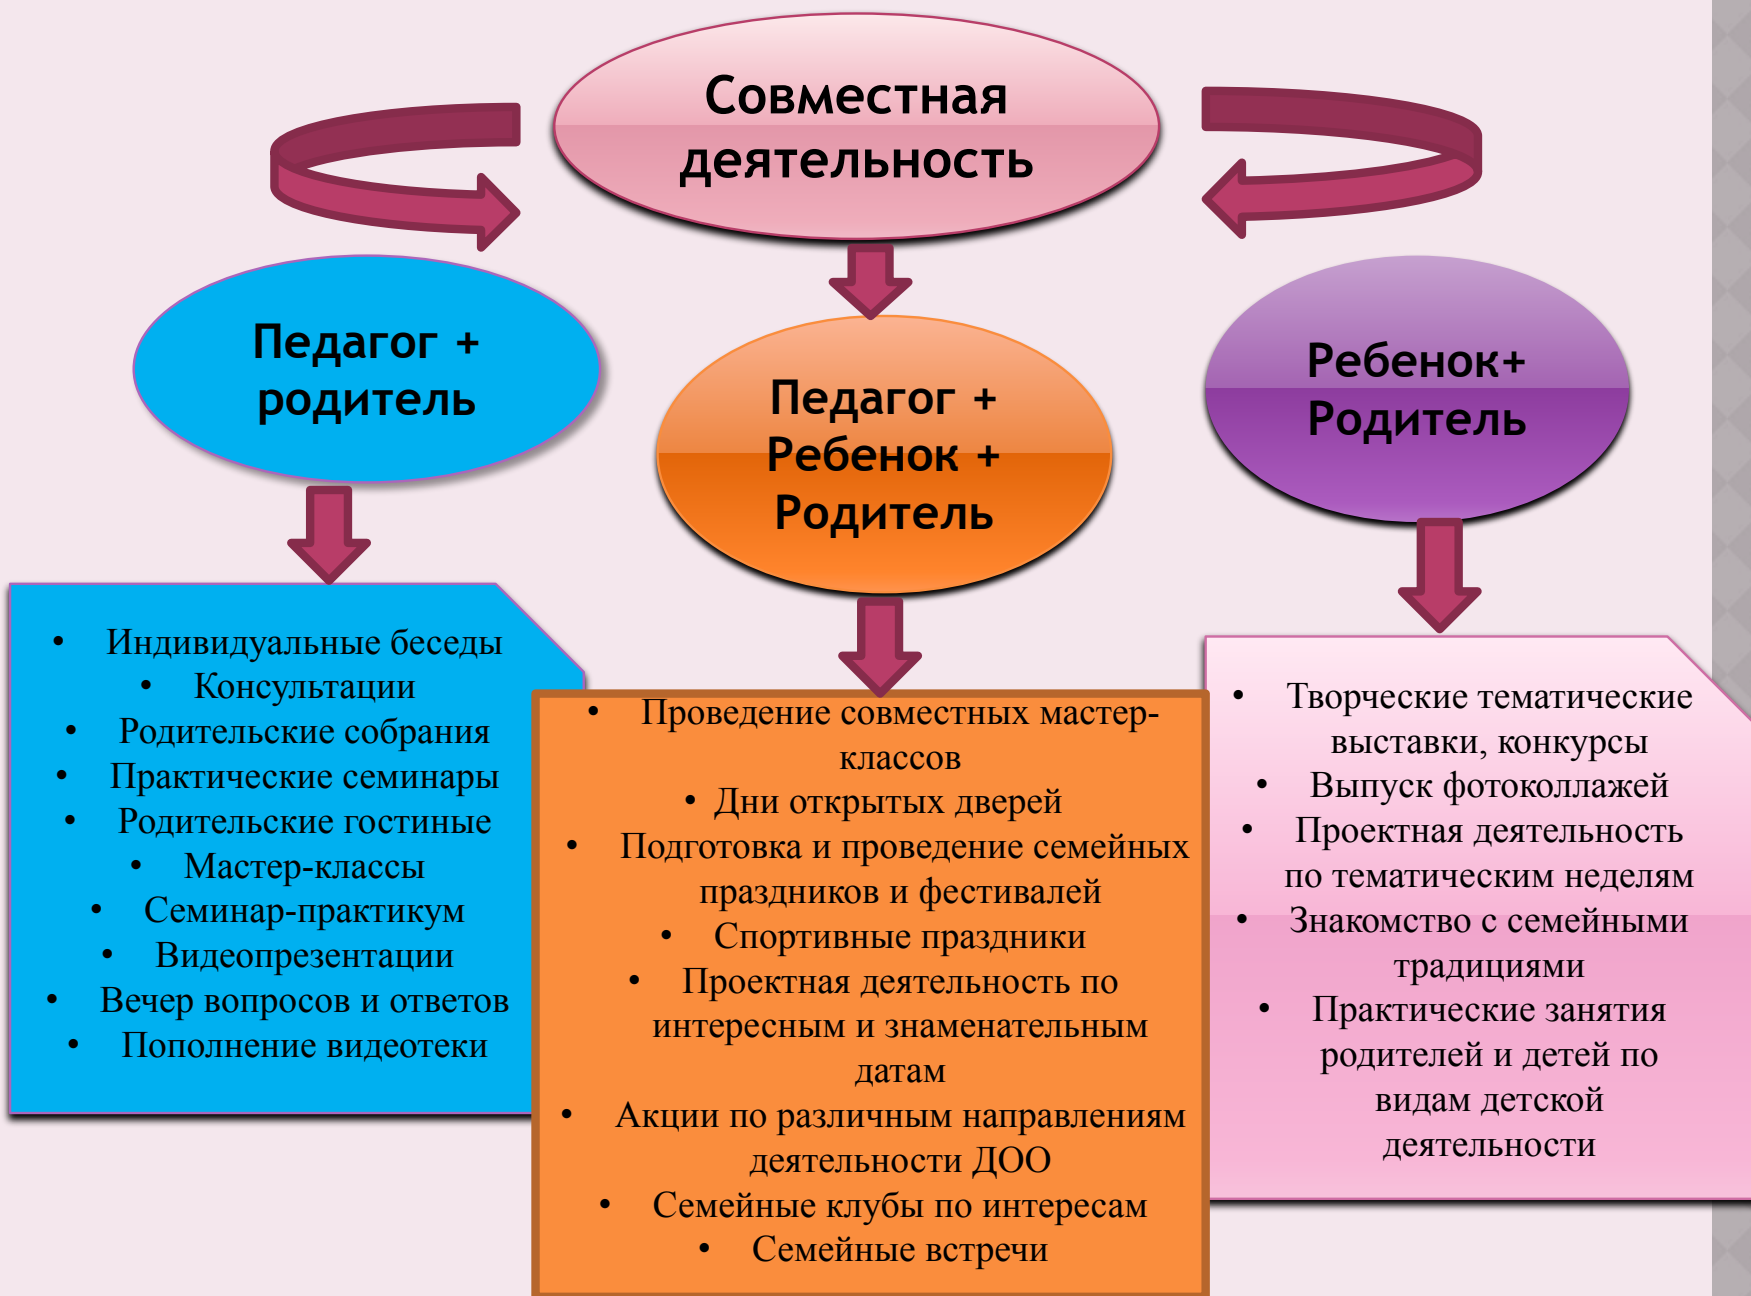 Совместная
деятельность
Педагог +
родитель
Педагог +
Ребенок +
Родитель
Ребенок+
Родитель
• Индивидуальные беседы
• Консультации
• Родительские собрания
• Практические семинары
• Родительские гостиные
• Мастер-классы
• Семинар-практикум
• Видеопрезентации
• Вечер вопросов и ответов
• Пополнение видеотеки
• Проведение совместных мастер-
классов
• Дни открытых дверей
• Подготовка и проведение семейных
праздников и фестивалей
• Спортивные праздники
• Проектная деятельность по
интересным и знаменательным
датам
• Акции по различным направлениям
деятельности ДОО
• Семейные клубы по интересам
• Семейные встречи
• Творческие тематические
выставки, конкурсы
• Выпуск фотоколлажей
• Проектная деятельность
по тематическим неделям
• Знакомство с семейными
традициями
• Практические занятия
родителей и детей по
видам детской
деятельности